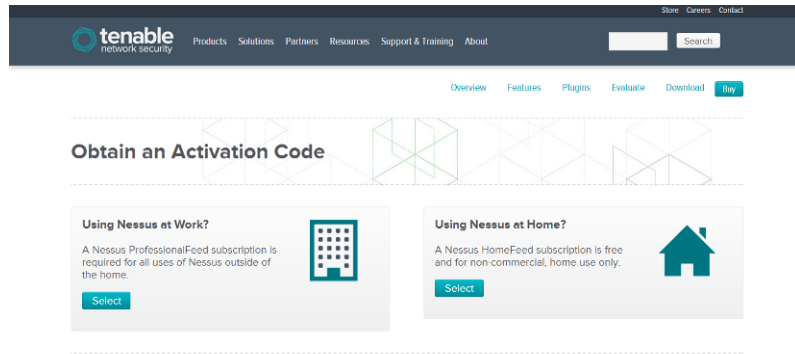 Store Careers Contact
tenable
network security
Products Solutions Partners Resources Support & Training About
Search
Overview Features Plugins Evaluate Download Buy
Obtain an Activation Code
Using Nessus at Work?
A Nessus ProfessionalFeed subscription is
required for all uses of Nessus outside of
the home.
Select
Using Nessus at Home?
A Nessus HomeFeed subscription is free
and for non-commercial, home use only.
Select